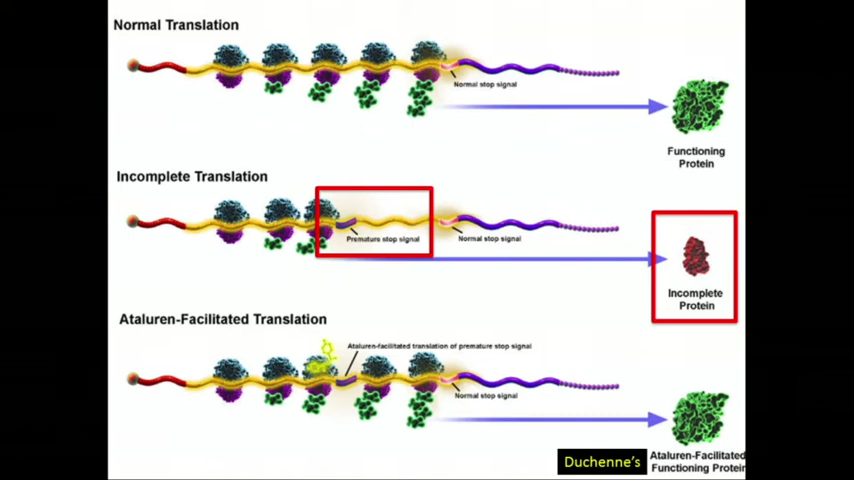 Normal Translation
Normal stop signal
Functioning
Protein
Incomplete Translation
Premature stop signal
Normal stop signal
Incomplete
Protein
Ataluren-Facilitated Translation
Ataluren-facilitated translation of premature stop signal
Normal stop signal
Duchenne's
Ataluren-Facilitated
Functioning Protein